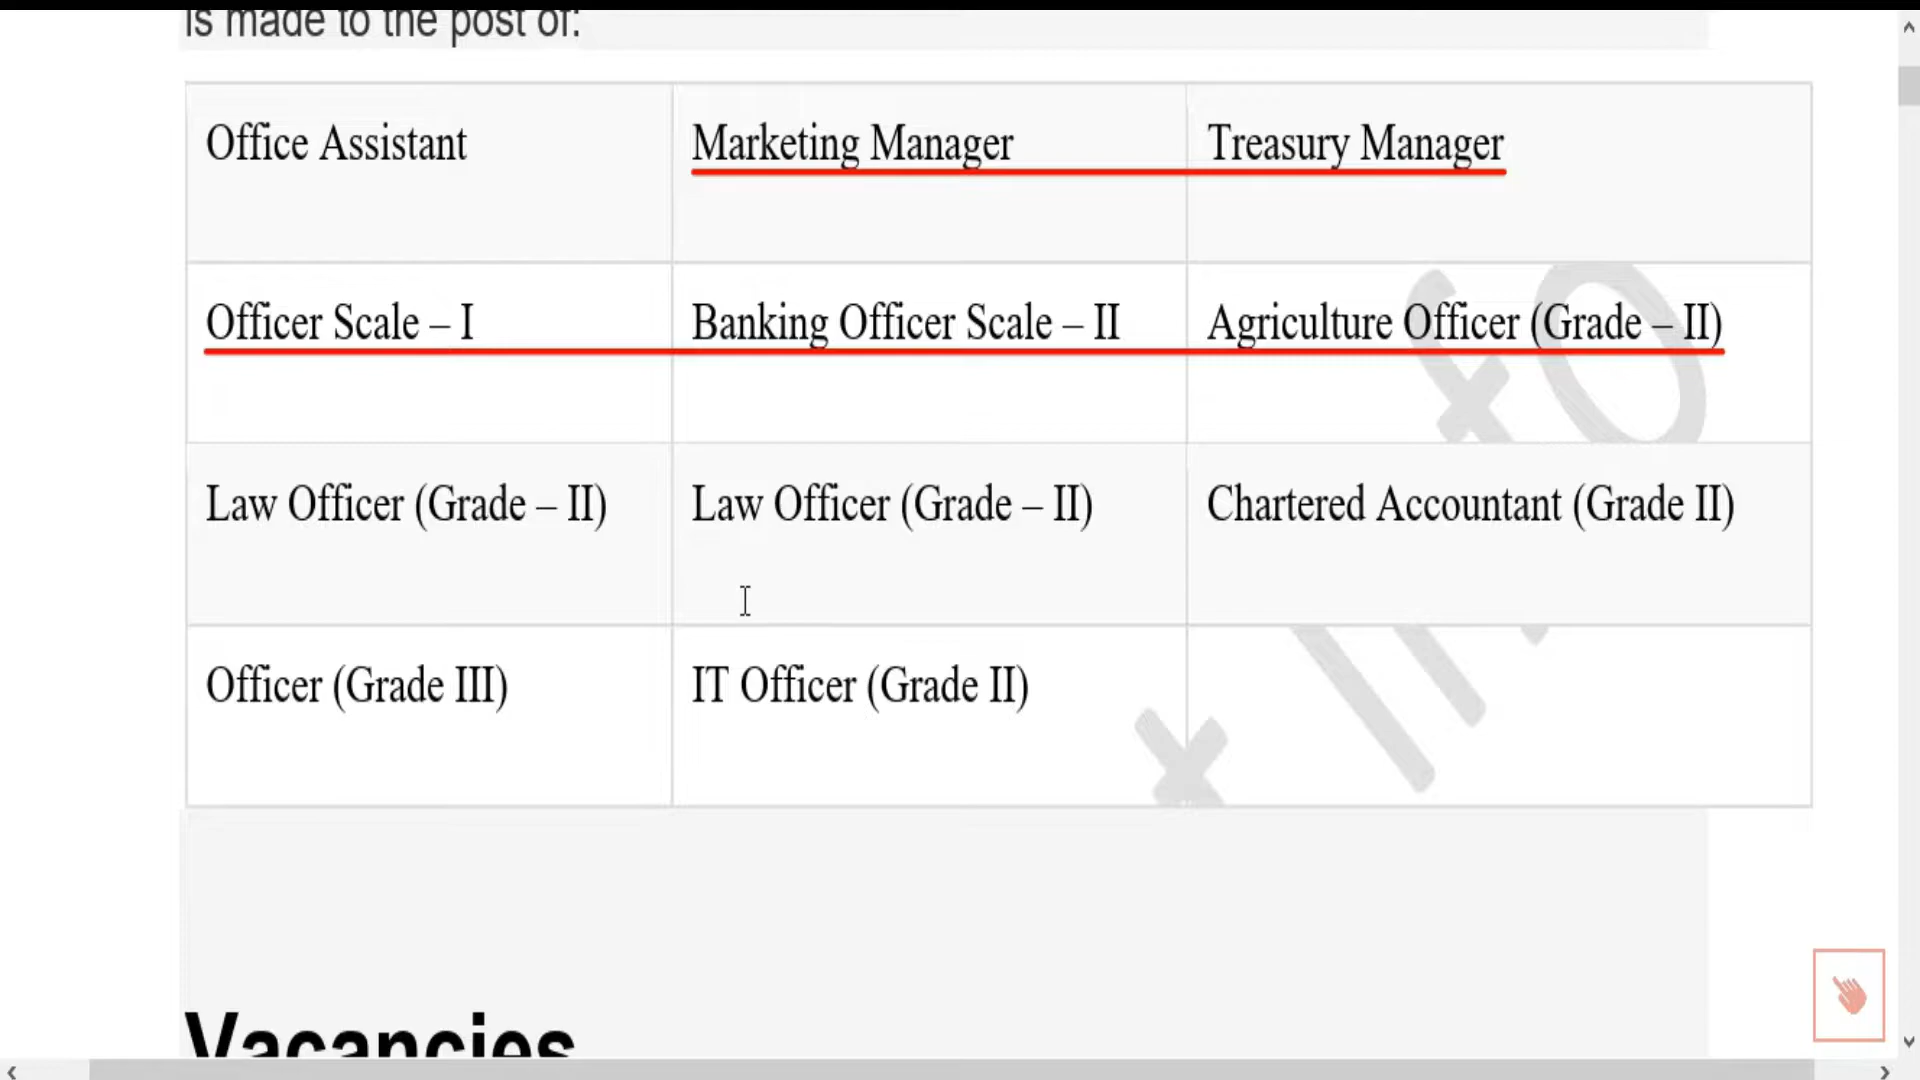 is made to the post of:
Office Assistant Marketing Manager Treasury Manager
Officer Scale – I Banking Officer Scale – II Agriculture Officer (Grade – II)
Law Officer (Grade – II) Law Officer (Grade – II) Chartered Accountant (Grade II)
Officer (Grade III) IT Officer (Grade II)
Vacancies